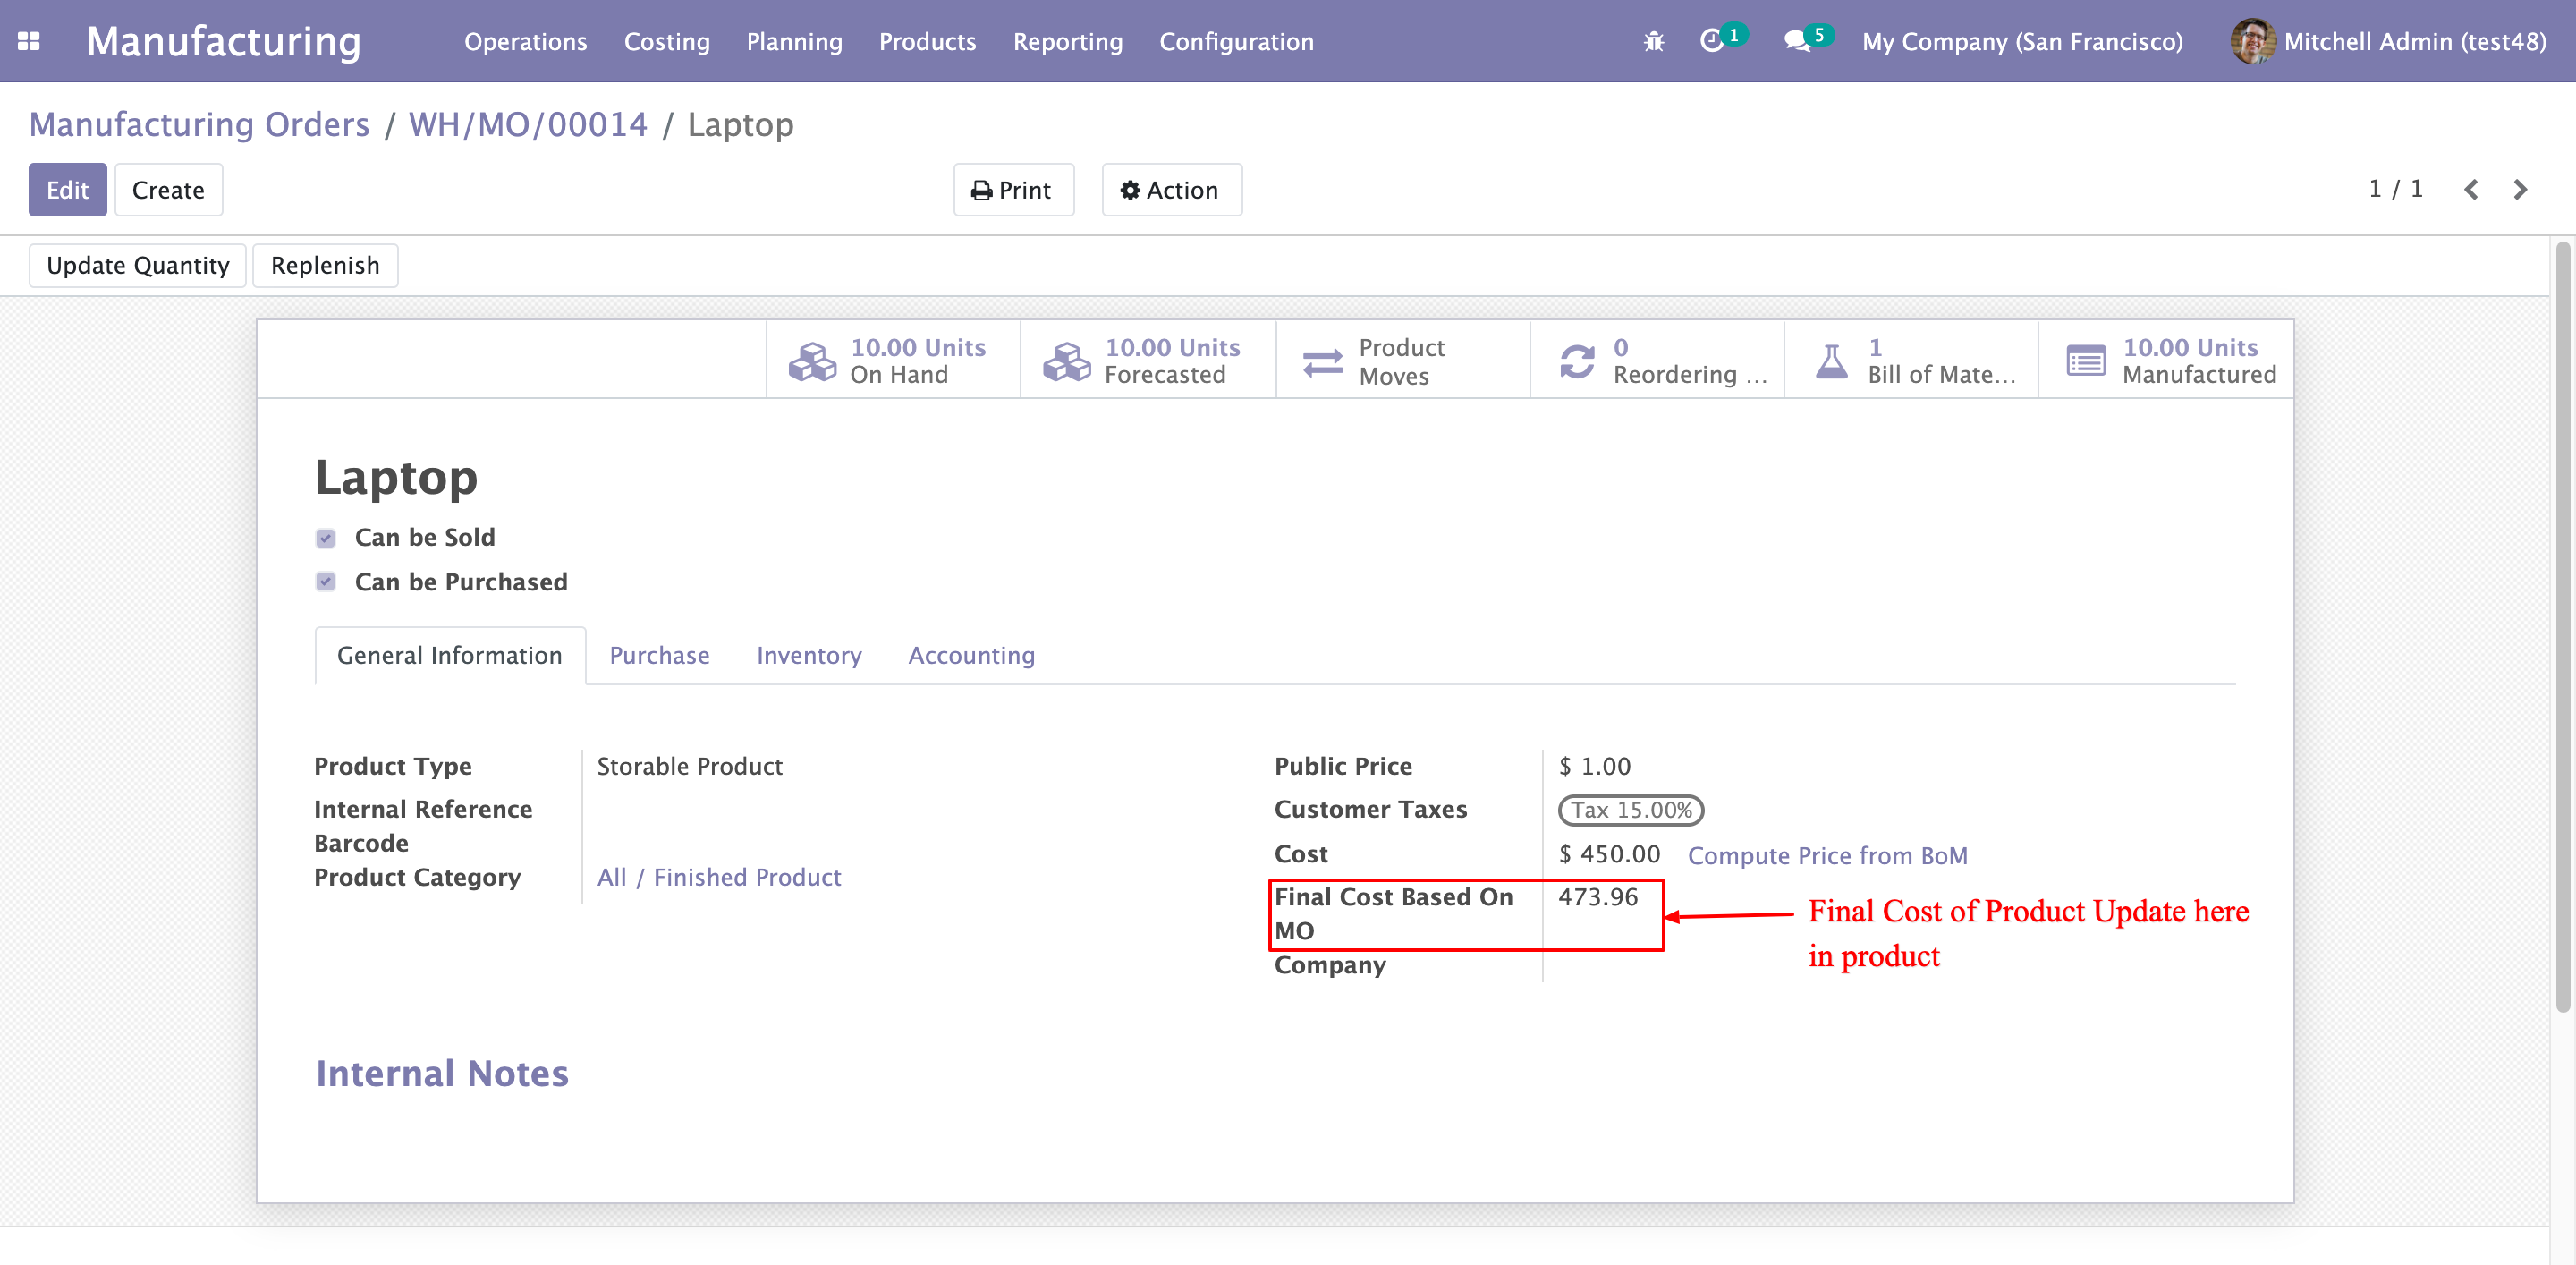 Manufacturing Operations Costing Planning Products Reporting Configuration 1 5 My Company (San Francisco) Mitchell Admin (test48)
Manufacturing Orders / WH/MO/00014 / Laptop
Edit Create Print Action 1 / 1
Update Quantity Replenish
10.00 Units
On Hand
10.00 Units
Forecasted
Product
Moves
0
Reordering ...
1
Bill of Mate...
10.00 Units
Manufactured
Laptop
Can be Sold
Can be Purchased
General Information Purchase Inventory Accounting
Product Type Storable Product
Internal Reference
Barcode
Product Category All / Finished Product
Public Price $ 1.00
Customer Taxes Tax 15.00%
Cost $ 450.00 Compute Price from BoM
Final Cost Based On 473.96
MO
Company
Final Cost of Product Update here
in product
Internal Notes